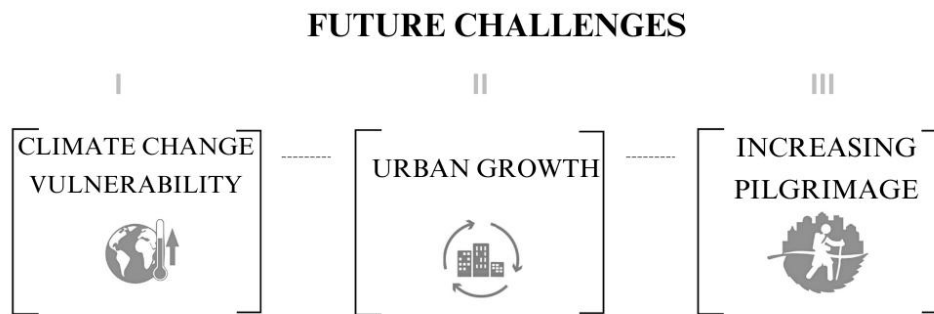 FUTURE CHALLENGES
I
II
III
CLIMATE CHANGE
VULNERABILITY
URBAN GROWTH
INCREASING
PILGRIMAGE